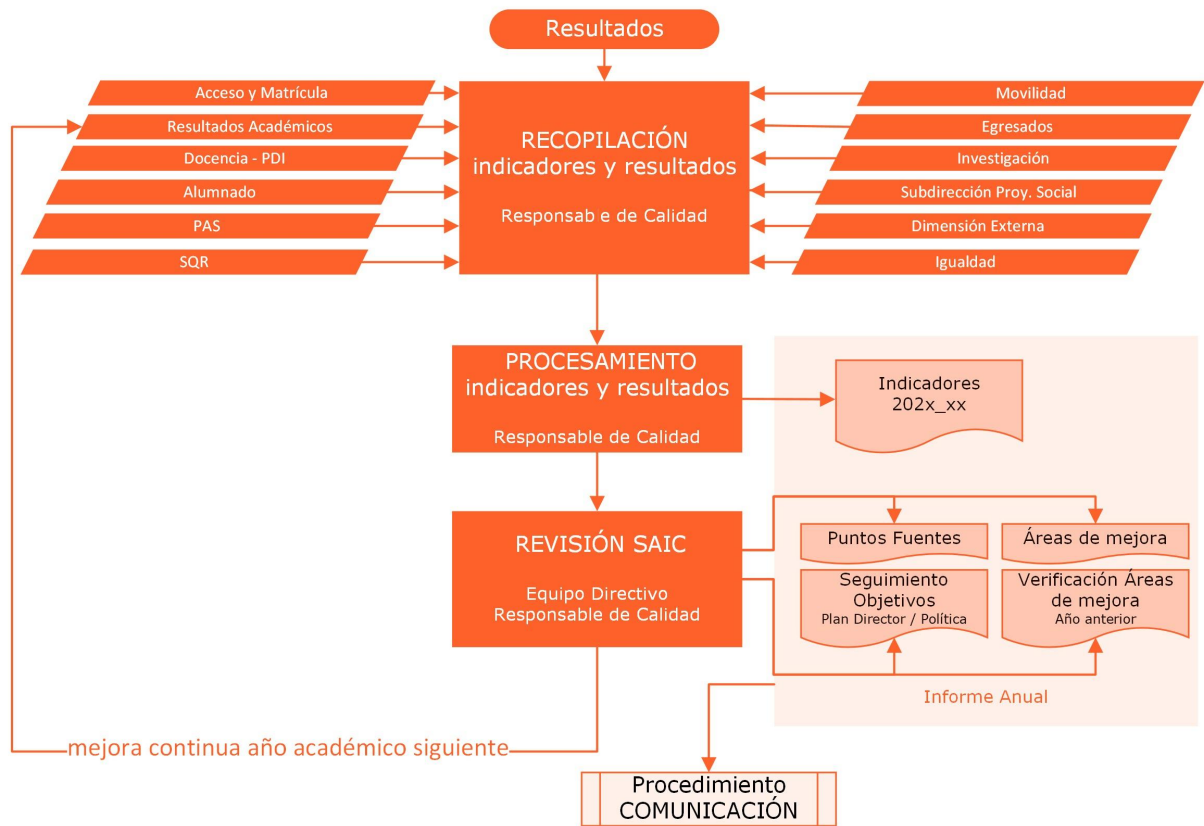 Resultados
Acceso y Matrícula
Resultados Académicos
Docencia - PDI
Alumnado
PAS
SQR
RECOPILACIÓN
indicadores y resultados
Responsab e de Calidad
Movilidad
Egresados
Investigación
Subdirección Proy. Social
Dimensión Externa
Igualdad
PROCESAMIENTO
indicadores y resultados
Responsable de Calidad
Indicadores
202x_xx
REVISIÓN SAIC
Equipo Directivo
Responsable de Calidad
Puntos Fuentes
Áreas de mejora
Seguimiento
Objetivos
Plan Director / Política
Verificación Áreas
de mejora
Año anterior
Informe Anual
mejora continua año académico siguiente
Procedimiento
COMUNICACIÓN